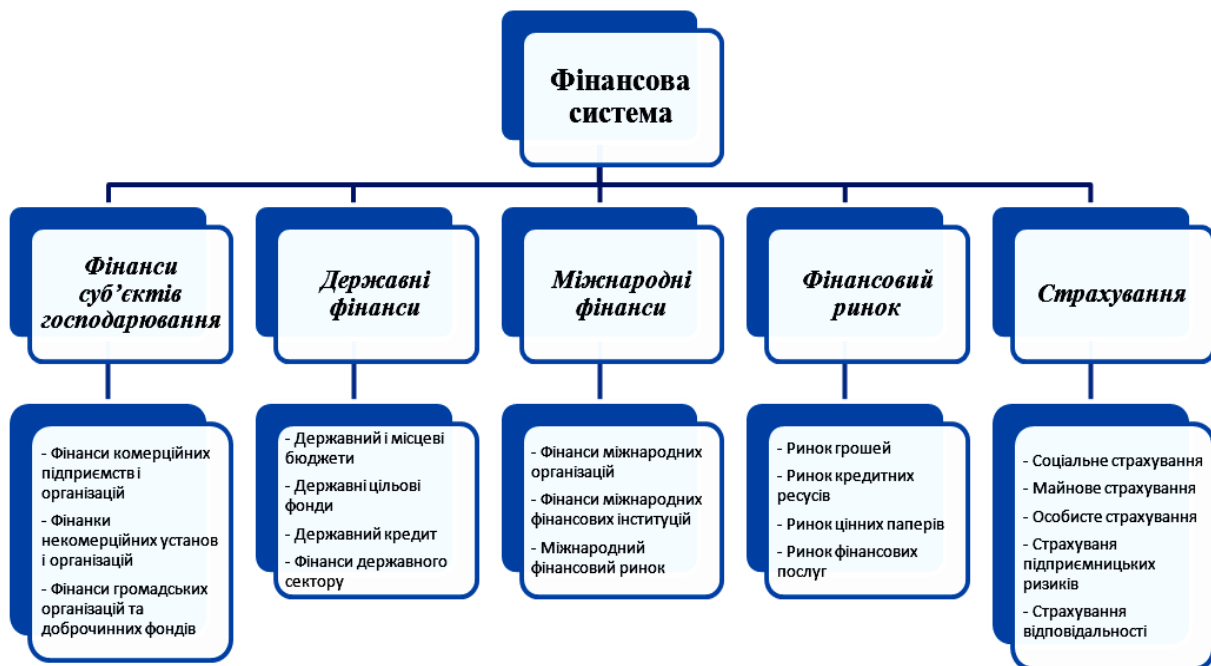 Фінансова
система
Фінанси
суб’єктів
господарювання
Державні
фінанси
Міжнародні
фінанси
Фінансовий
ринок
Страхування
- Фінанси комерційних
підприємств і
організацій
- Фінанки
некомерційних установ
і організацій
- Фінанси громадських
організацій та
доброчинних фондів
- Державний і місцеві
бюджети
- Державні цільові
фонди
- Державний кредит
- Фінанси державного
сектору
- Фінанси міжнародних
організацій
- Фінанси міжнародних
фінансових інституцій
- Міжнародний
фінансовий ринок
- Ринок грошей
- Ринок кредитних
ресурсів
- Ринок цінних паперів
- Ринок фінансових
послуг
- Соціальне страхування
- Майнове страхування
- Особисте страхування
- Страхуваня
підприємницьких
ризиків
- Страхування
відповідальності